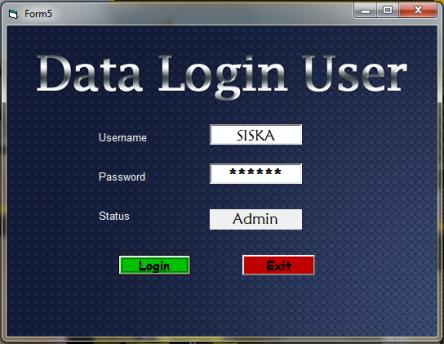 Form5
Data Login User
Username
SISKA
Password
******
Status
Admin
Login
Exit